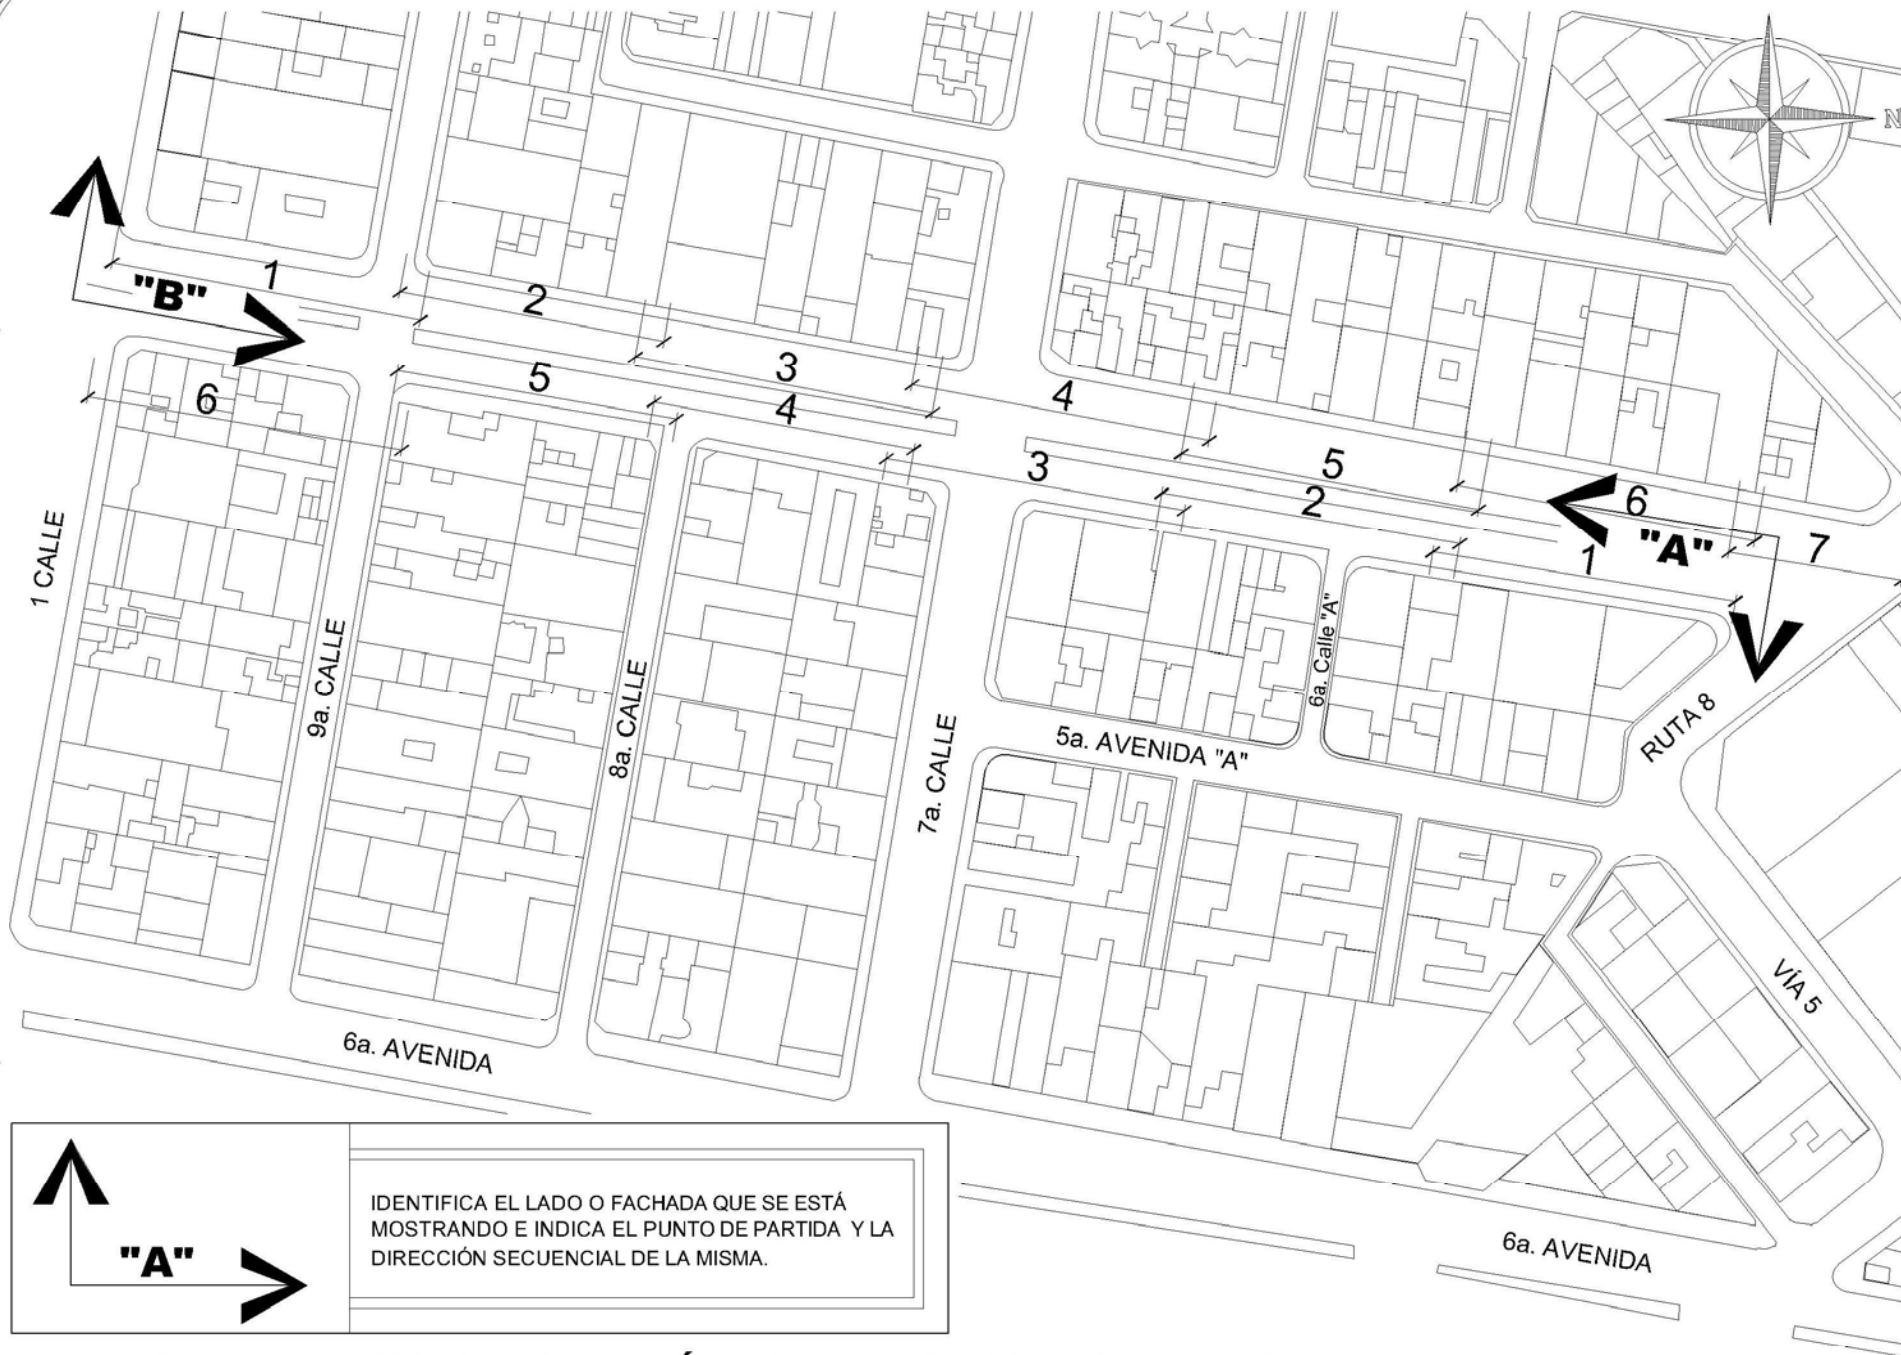 N
1
"B"
2
3
4
5
6
7
5
4
3
2
1
6
"A"
1 CALLE
9a. CALLE
8a. CALLE
7a. CALLE
6a. Calle "A"
5a. AVENIDA "A"
RUTA 8
VÍA 5
6a. AVENIDA
6a. AVENIDA
"A"
IDENTIFICA EL LADO O FACHADA QUE SE ESTÁ
MOSTRANDO E INDICA EL PUNTO DE PARTIDA Y LA
DIRECCIÓN SECUENCIAL DE LA MISMA.